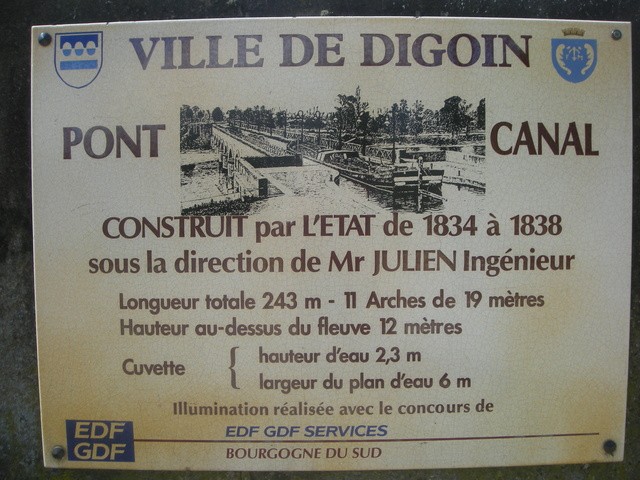 VILLE DE DIGOIN
PONT CANAL
CONSTRUIT par L'ETAT de 1834 à 1838
sous la direction de Mr JULIEN Ingénieur
Longueur totale 243 m - 11 Arches de 19 mètres
Hauteur au-dessus du fleuve 12 mètres
Cuvette { hauteur d'eau 2,3 m
largeur du plan d'eau 6 m
Illumination réalisée avec le concours de
EDF GDF EDF GDF SERVICES
BOURGOGNE DU SUD